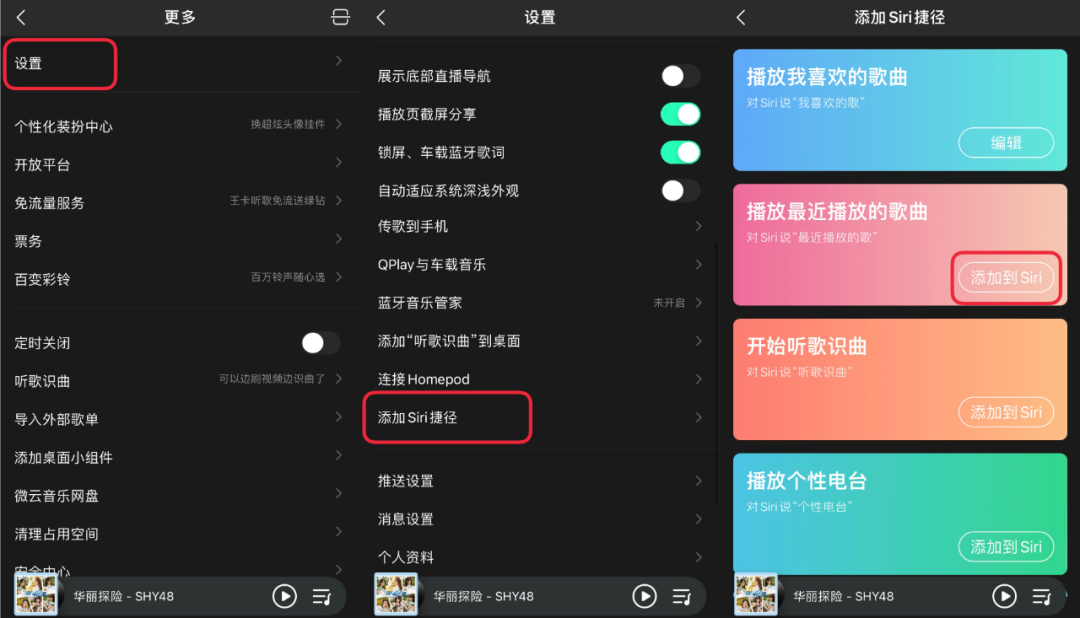 更多
设置
个性化装扮中心
换超炫头像挂件
开放平台
免流量服务
王卡听歌免流送绿钻
票务
百变彩铃
百万铃声随心选
定时关闭
听歌识曲
可以边刷视频边识曲了
导入外部歌单
添加桌面小组件
微云音乐网盘
清理占用空间
安全中心
华丽探险 - SHY48
设置
展示底部直播导航
播放页截屏分享
锁屏、车载蓝牙歌词
自动适应系统深浅外观
传歌到手机
QPlay与车载音乐
蓝牙音乐管家
未开启
添加“听歌识曲”到桌面
连接Homepod
添加Siri捷径
推送设置
消息设置
个人资料
华丽探险 - SHY48
添加Siri捷径
播放我喜欢的歌曲
对Siri说“我喜欢的歌”
编辑
播放最近播放的歌曲
对Siri说“最近播放的歌”
添加到Siri
开始听歌识曲
对Siri说“听歌识曲”
添加到Siri
播放个性电台
对Siri说“个性电台”
添加到Siri
华丽探险 - SHY48